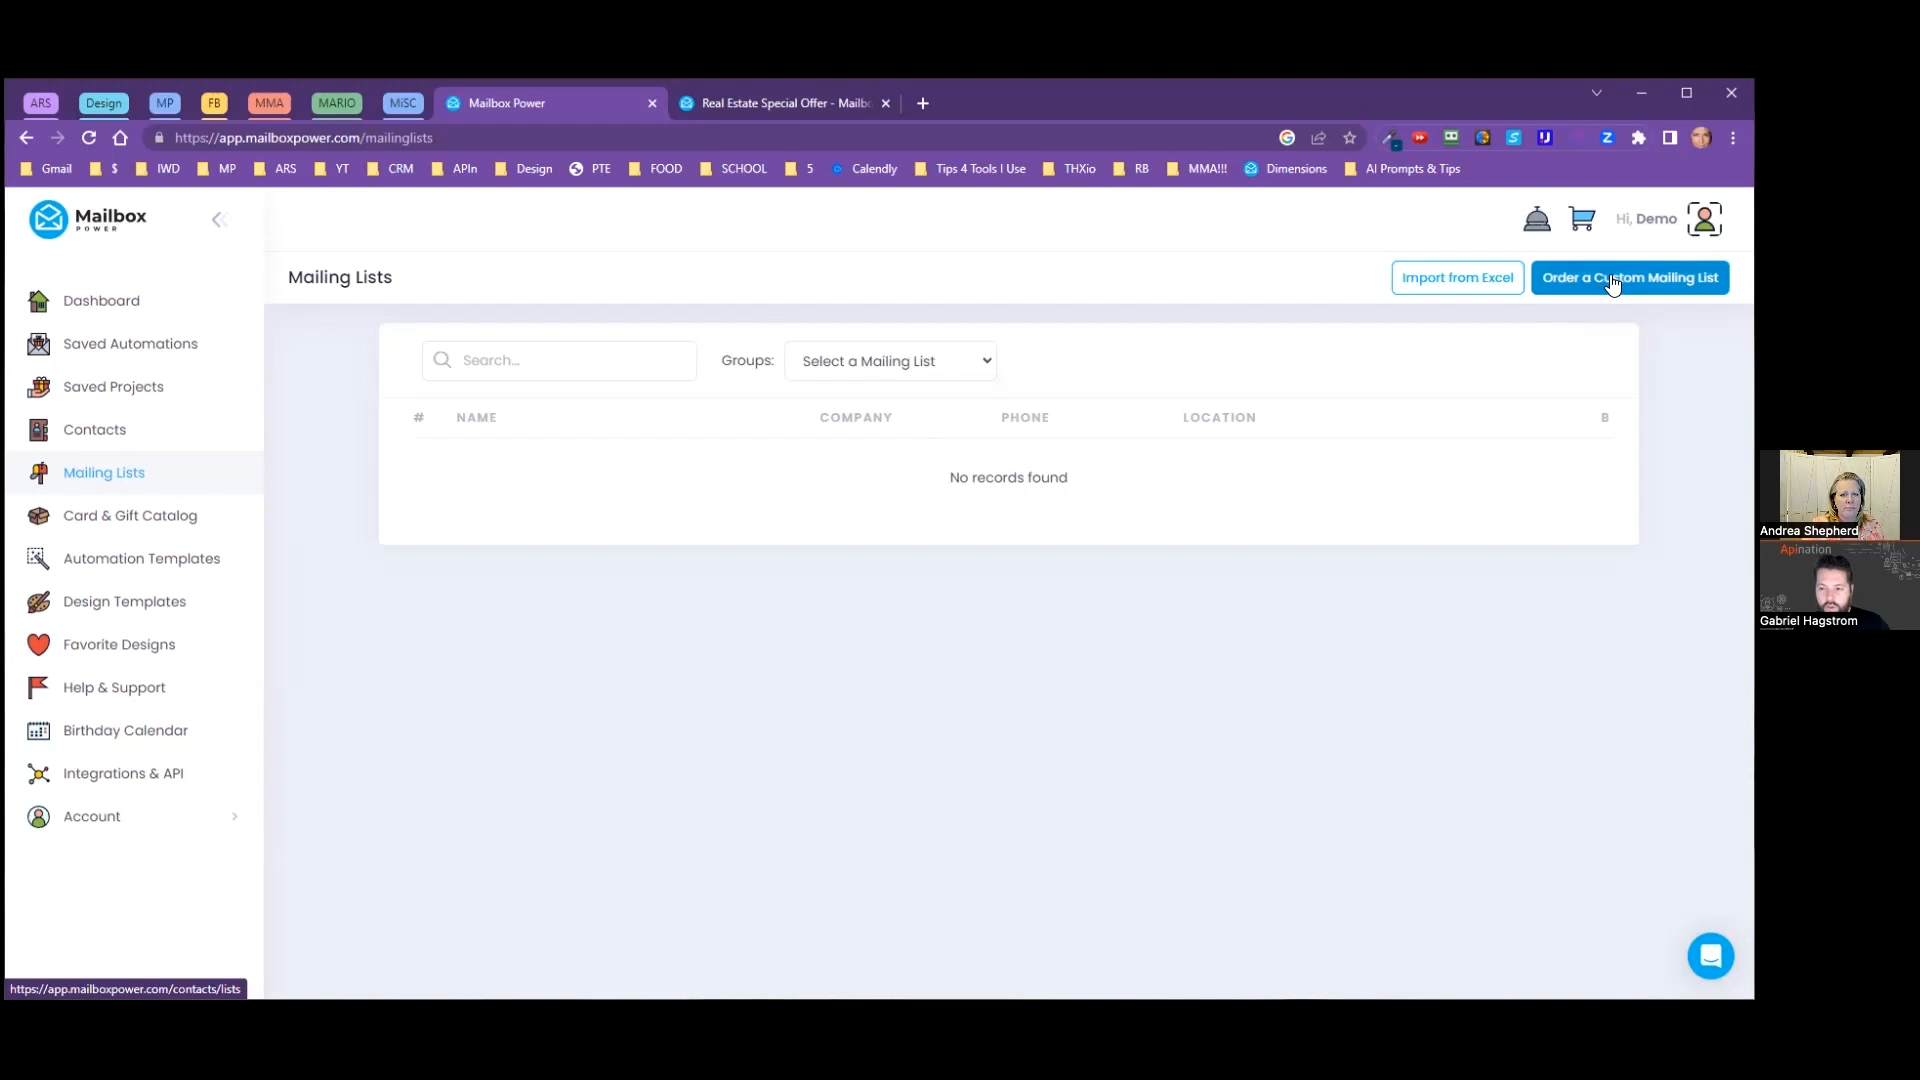 ARS Design MP FB MMA MARIO MiSC Mailbox Power Real Estate Special Offer - Mailbo
https://app.mailboxpower.com/mailinglists
Gmail $ IWD MP ARS YT CRM APIn Design PTE FOOD SCHOOL 5 Calendly Tips 4 Tools I Use THXio RB MMA!!! Dimensions AI Prompts & Tips
Mailbox
POWER
Hi, Demo
Mailing Lists
Import from Excel
Order a Custom Mailing List
Dashboard
Saved Automations
Saved Projects
Contacts
Mailing Lists
Card & Gift Catalog
Automation Templates
Design Templates
Favorite Designs
Help & Support
Birthday Calendar
Integrations & API
Account
Search...
Groups: Select a Mailing List
# NAME COMPANY PHONE LOCATION B
No records found
Andrea Shepherd
Apination
Gabriel Hagstrom
https://app.mailboxpower.com/contacts/lists